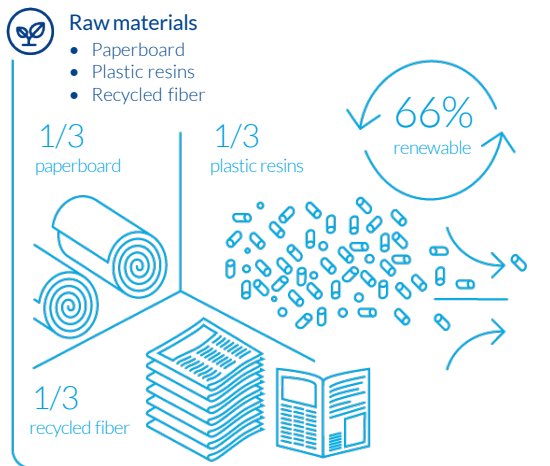 Raw materials
• Paperboard
• Plastic resins
• Recycled fiber
1/3
paperboard
1/3
plastic resins
66%
renewable
1/3
recycled fiber